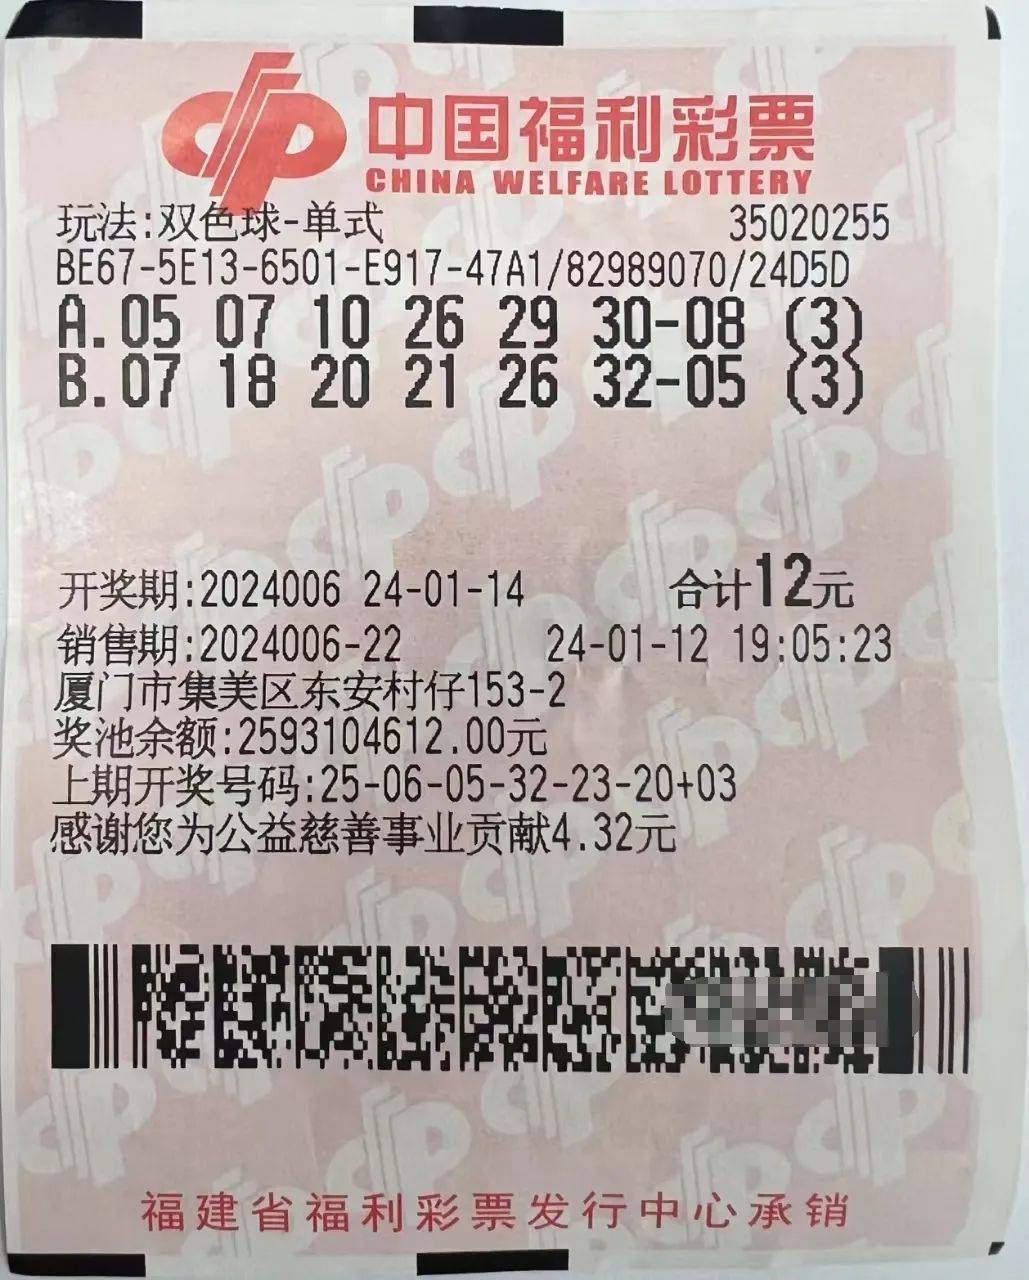 中国福利彩票
CHINA WELFARE LOTTERY
玩法:双色球-单式 35020255
BE67-5E13-6501-E917-47A1/82989070/24D5D
A.05 07 10 26 29 30-08 (3)
B.07 18 20 21 26 32-05 (3)
开奖期:2024006 24-01-14 合计12元
销售期:2024006-22 24-01-12 19:05:23
厦门市集美区东安村仔153-2
奖池余额:2593104612.00元
上期开奖号码:25-06-05-32-23-20+03
感谢您为公益慈善事业贡献4.32元
福建省福利彩票发行中心承销